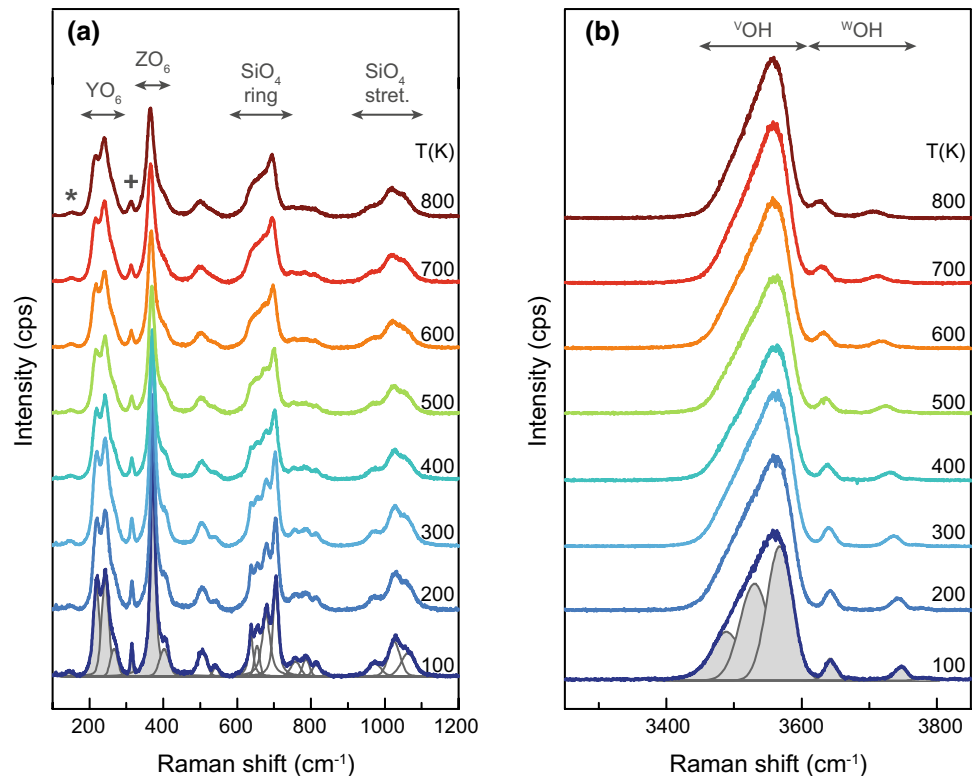 (a)
YO₆
ZO₆
SiO₄
ring
SiO₄
stret.
T(K)
*
+
800
700
600
500
400
300
200
100
Intensity (cps)
200 400 600 800 1000 1200
Raman shift (cm⁻¹)
(b)
ⱽOH
ᵂOH
T(K)
800
700
600
500
400
300
200
100
Intensity (cps)
3400 3600 3800
Raman shift (cm⁻¹)